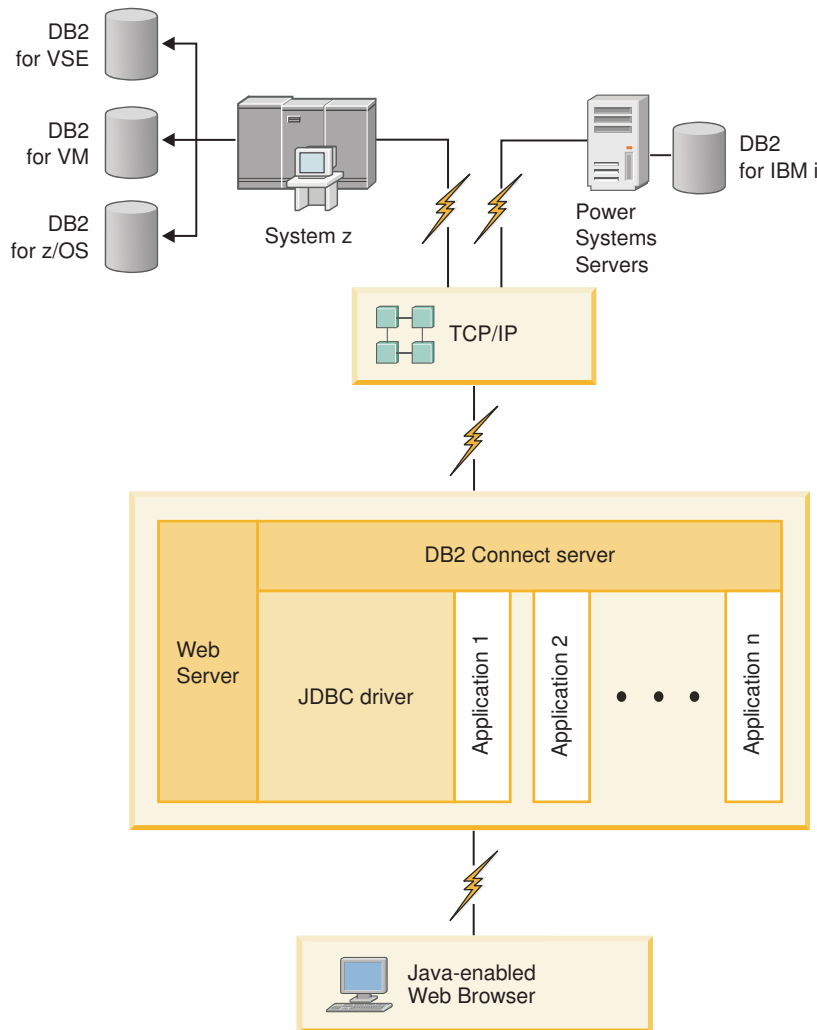 DB2
for VSE
DB2
for VM
DB2
for z/OS
System z
Power
Systems
Servers
DB2
for IBM i
TCP/IP
DB2 Connect server
Web
Server
JDBC driver
Application 1
Application 2
Application n
Java-enabled
Web Browser